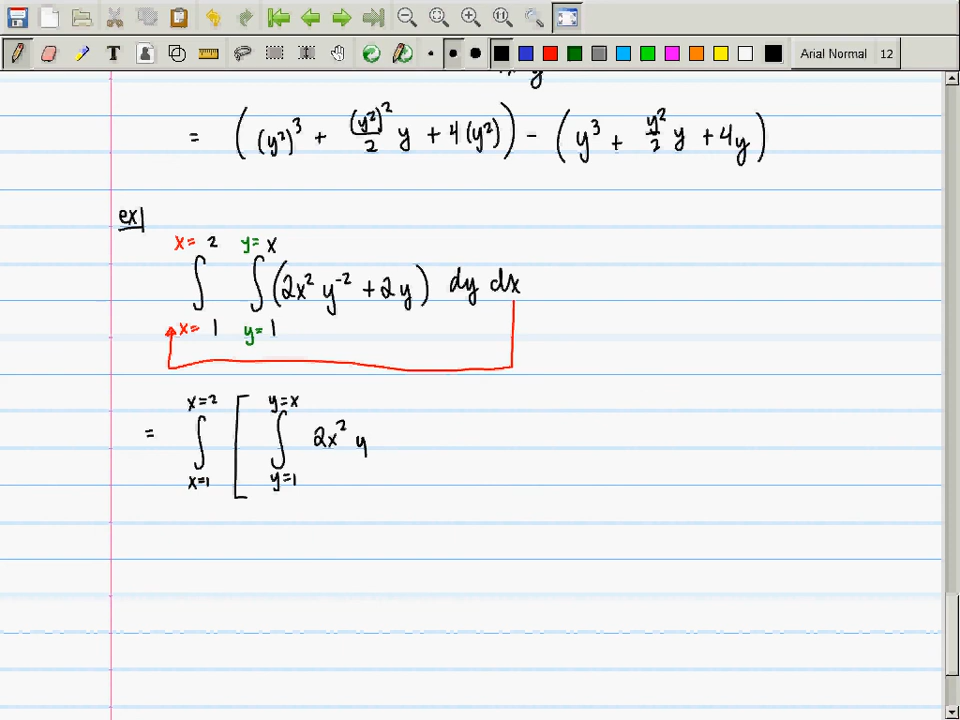 Arial Normal 12
= ((y²)³ + (y²)²/2 y + 4(y²)) - (y³ + y²/2 y + 4y)
ex|
∫_{x=1}^{x=2} ∫_{y=1}^{y=x} (2x² y⁻² + 2y) dy dx
= ∫_{x=1}^{x=2} [ ∫_{y=1}^{y=x} 2x² y